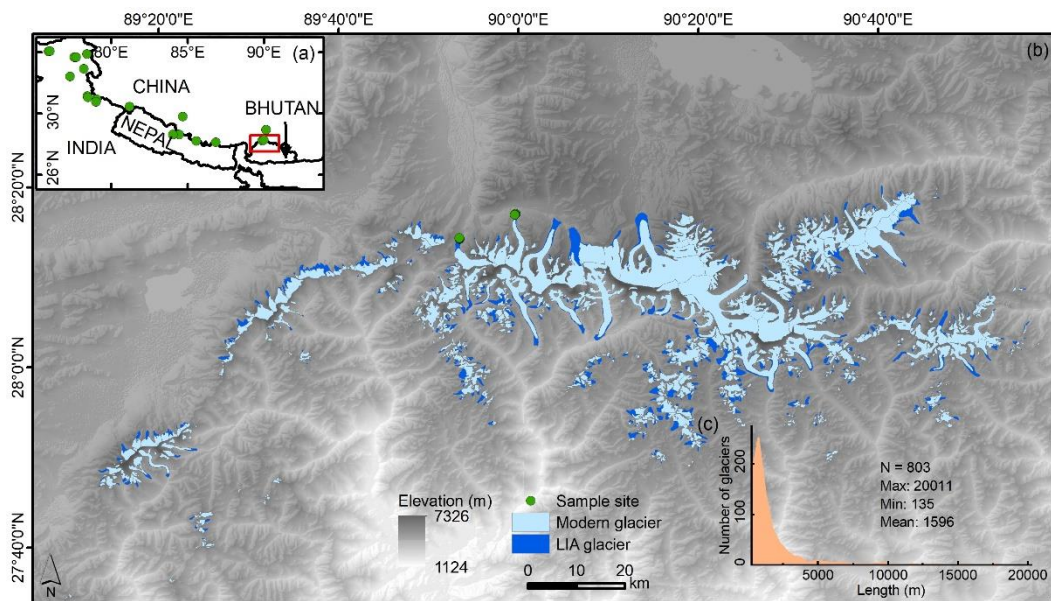 89°20'0"E 89°40'0"E 90°0'0"E 90°20'0"E 90°40'0"E
80°E 85°E 90°E (a) (b)
CHINA
30°N
BHUTAN
NEPAL
INDIA
26°N
28°20'0"N
28°0'0"N
27°40'0"N
(c)
Elevation (m)
7326
1124
Sample site
Modern glacier
LIA glacier
0 10 20
km
Number of glaciers
200
100
0
N = 803
Max: 20011
Min: 135
Mean: 1596
5000 10000 15000 20000
Length (m)
N